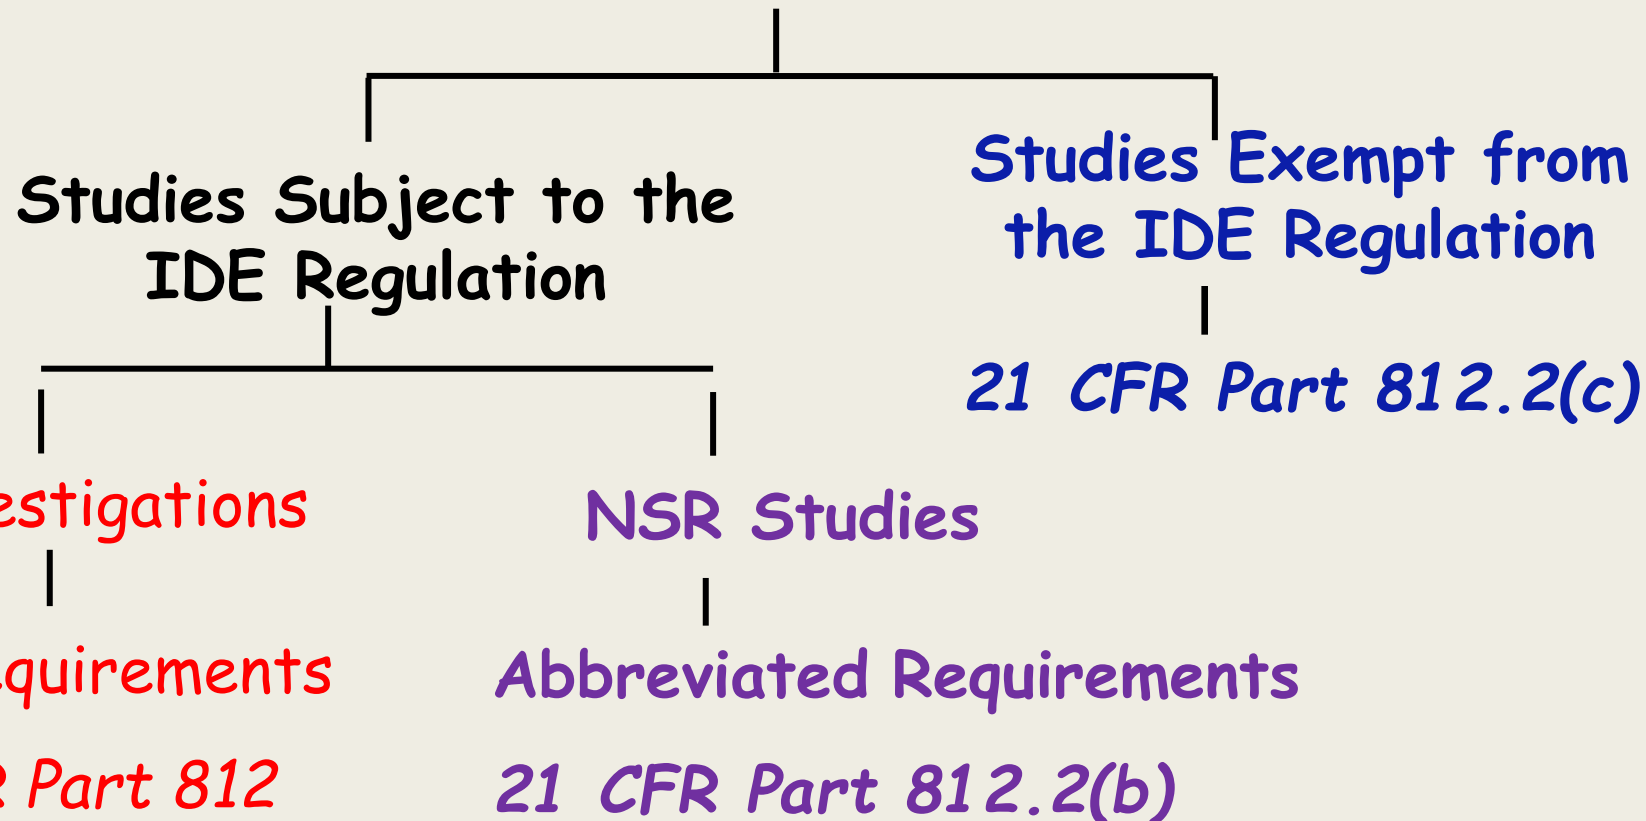 Studies Subject to the
IDE Regulation
Studies Exempt from
the IDE Regulation
21 CFR Part 812.2(c)
estigations
NSR Studies
quirements
Abbreviated Requirements
R Part 812
21 CFR Part 812.2(b)